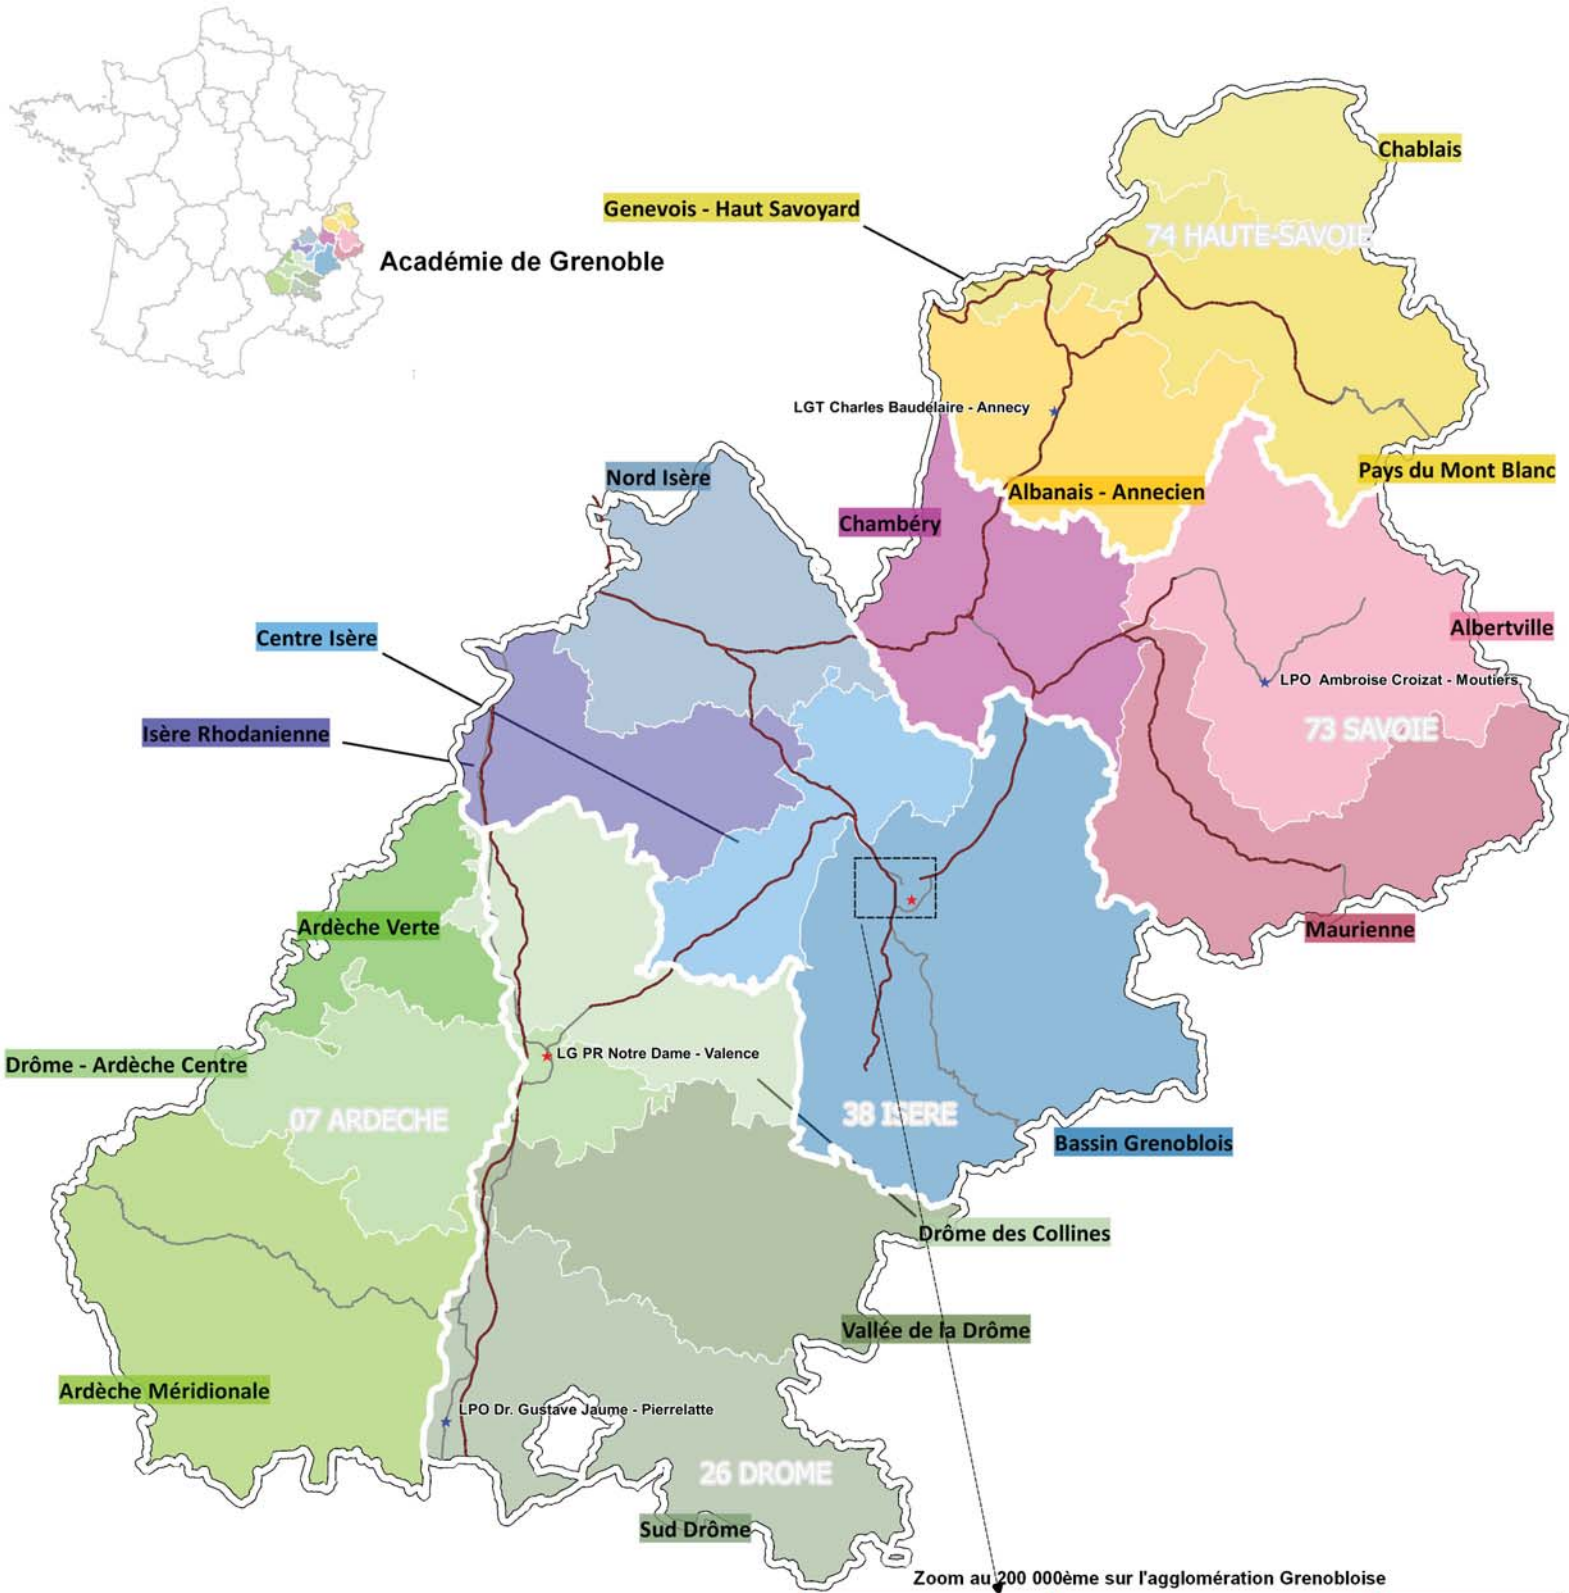 Chablais
Genevois - Haut Savoyard
74 HAUTE-SAVOIE
Académie de Grenoble
LGT Charles Baudelaire - Annecy
Nord Isère
Pays du Mont Blanc
Albanais - Annecien
Chambéry
Albertville
Centre Isère
LPO Ambroise Croizat - Moutiers
73 SAVOIE
Isère Rhodanienne
Ardèche Verte
Maurienne
LG PR Notre Dame - Valence
Drôme - Ardèche Centre
07 ARDECHE
38 ISERE
Bassin Grenoblois
Drôme des Collines
Vallée de la Drôme
Ardèche Méridionale
LPO Dr. Gustave Jaume - Pierrelatte
26 DROME
Sud Drôme
Zoom au 200 000ème sur l'agglomération Grenobloise